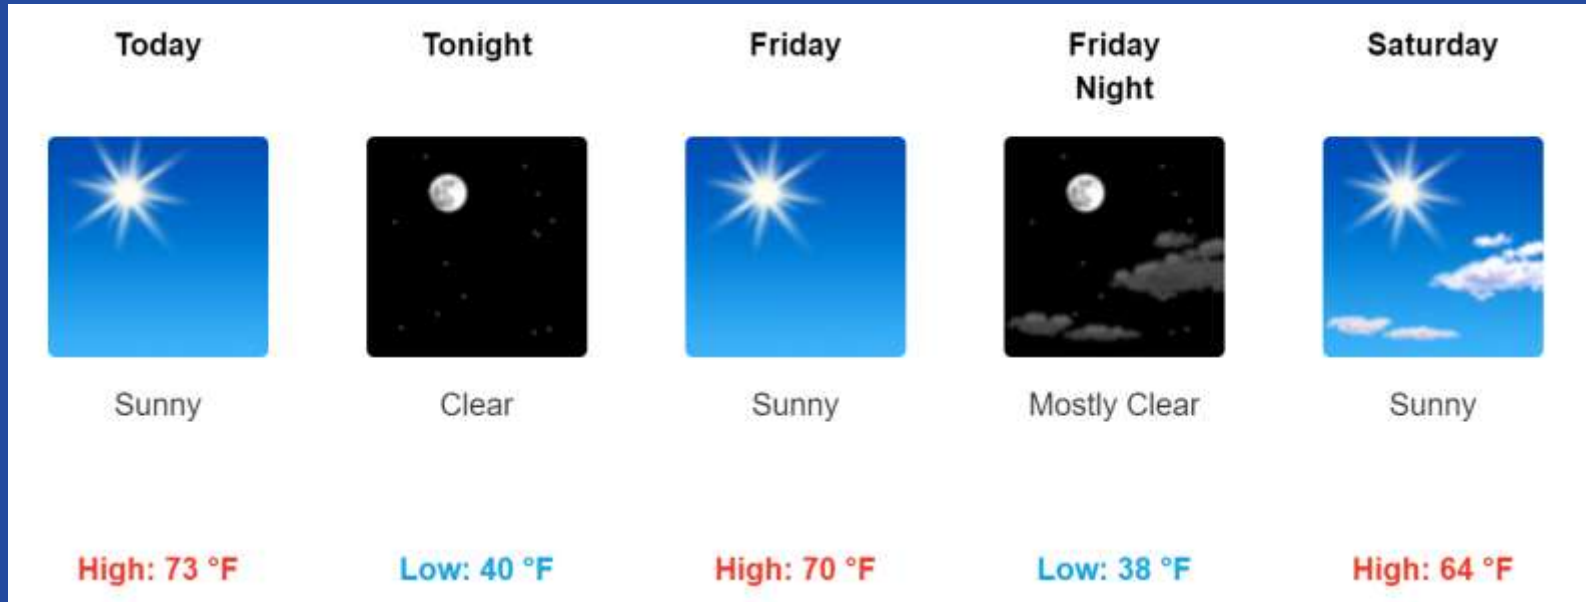 Today
Tonight
Friday
Friday
Night
Saturday
Sunny
Clear
Sunny
Mostly Clear
Sunny
High: 73 °F
Low: 40 °F
High: 70 °F
Low: 38 °F
High: 64 °F